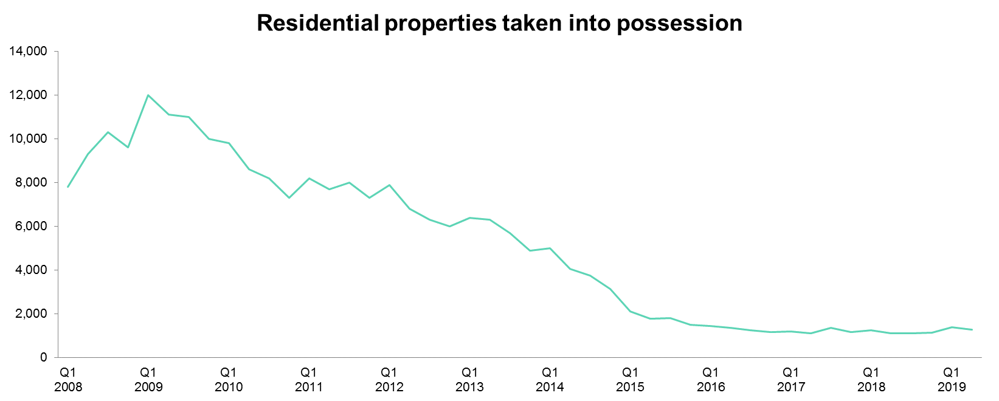 Residential properties taken into possession
14,000
12,000
10,000
8,000
6,000
4,000
2,000
0
Q1 Q1 Q1 Q1 Q1 Q1 Q1 Q1 Q1 Q1 Q1 Q1
2008 2009 2010 2011 2012 2013 2014 2015 2016 2017 2018 2019